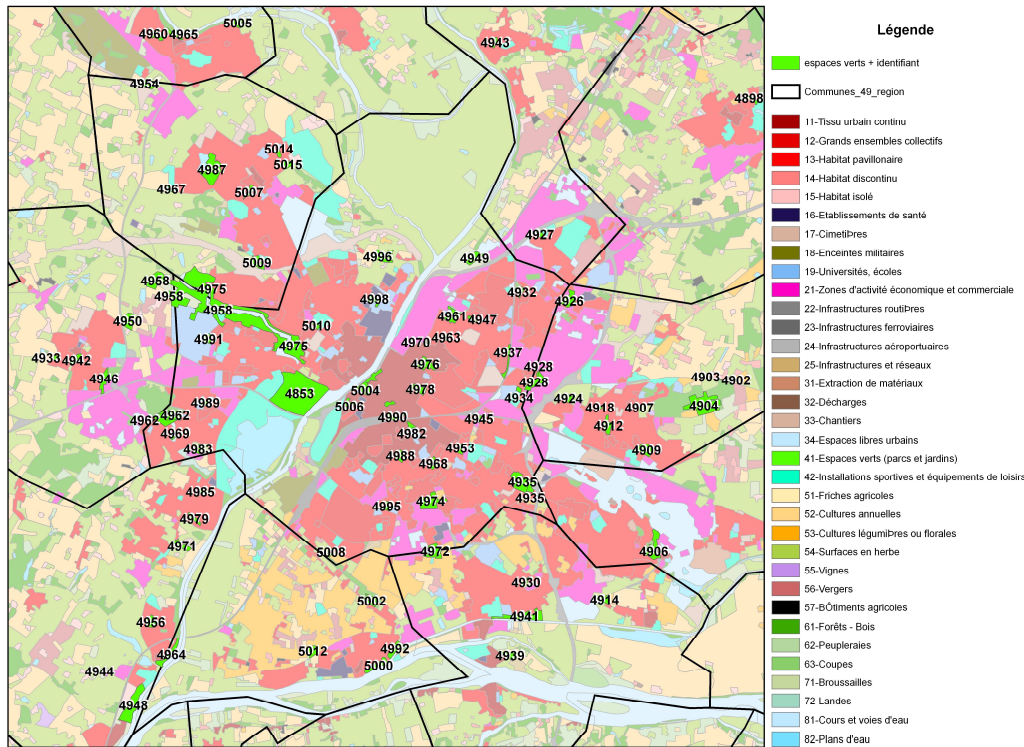 5005
4960 4965
4943
4954
4898
5014
4987 5015
4967 5007
4927
4996
4949
5009
4958 4975
4958
4932
4998
4926
4958
4961 4947
4950
5010
4991
4970 4963
4975
4937
4933 4942
4976
4928
4946
4928
4903 4902
4853
5004 4978
4934 4924
4989
5006
4918 4907
4904
4962 4962
4990
4945
4912
4969
4982
4983
4953
4909
4988 4968
4985
4935
4935
4974
4995
4979
4971
5008
4972
4906
4930
5002
4914
4956
4941
4964
5012 4992
4939
5000
4944
4948
Légende
espaces verts + identifiant
Communes_49_region
11-Tissu urbain continu
12-Grands ensembles collectifs
13-Habitat pavillonaire
14-Habitat discontinu
15-Habitat isolé
16-Etablissements de santé
17-CimetiÞres
18-Enceintes militaires
19-Universités, écoles
21-Zones d'activité économique et commerciale
22-Infrastructures routiÞres
23-Infrastructures ferroviaires
24-Infrastructures aéroportuaires
25-Infrastructures et réseaux
31-Extraction de matériaux
32-Décharges
33-Chantiers
34-Espaces libres urbains
41-Espaces verts (parcs et jardins)
42-Installations sportives et équipements de loisirs
51-Friches agricoles
52-Cultures annuelles
53-Cultures légumiÞres ou florales
54-Surfaces en herbe
55-Vignes
56-Vergers
57-BÔtiments agricoles
61-Forêts - Bois
62-Peupleraies
63-Coupes
71-Broussailles
72 Landes
81-Cours et voies d'eau
82-Plans d'eau